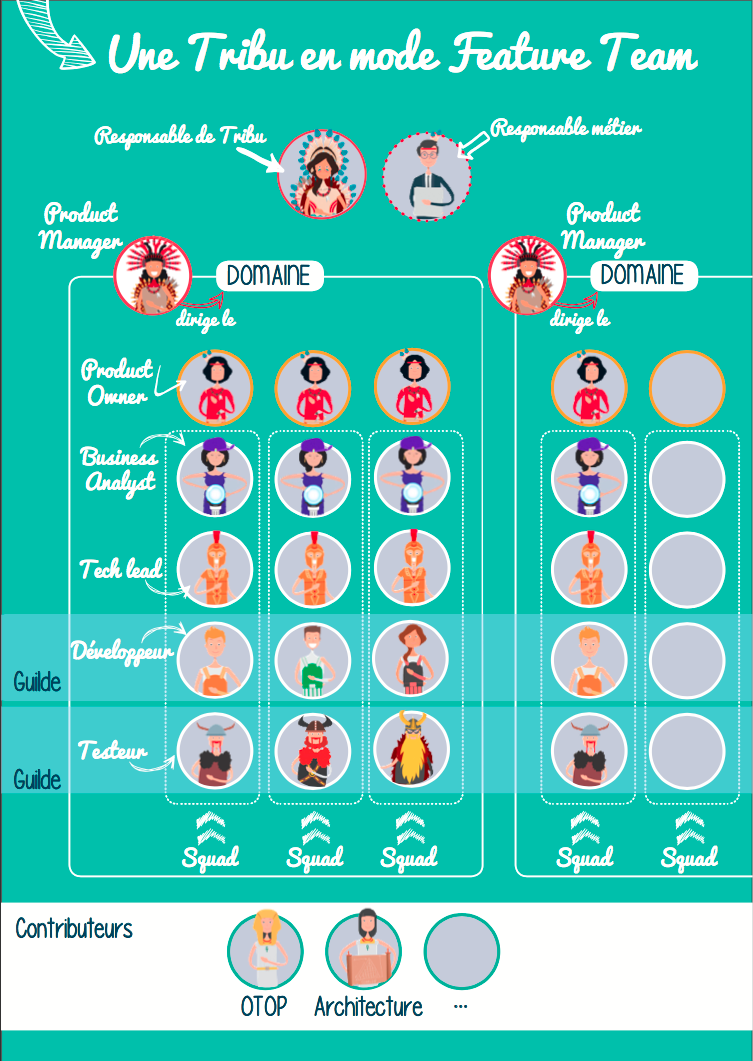 Une Tribu en mode Feature Team
Responsable de Tribu
Responsable métier
Product
Manager
DOMAINE
dirige le
Product
Manager
DOMAINE
dirige le
Product
Owner
Business
Analyst
Tech lead
Développeur
Guilde
Testeur
Guilde
Squad
Squad
Squad
Squad
Squad
Contributeurs
OTOP
Architecture
...